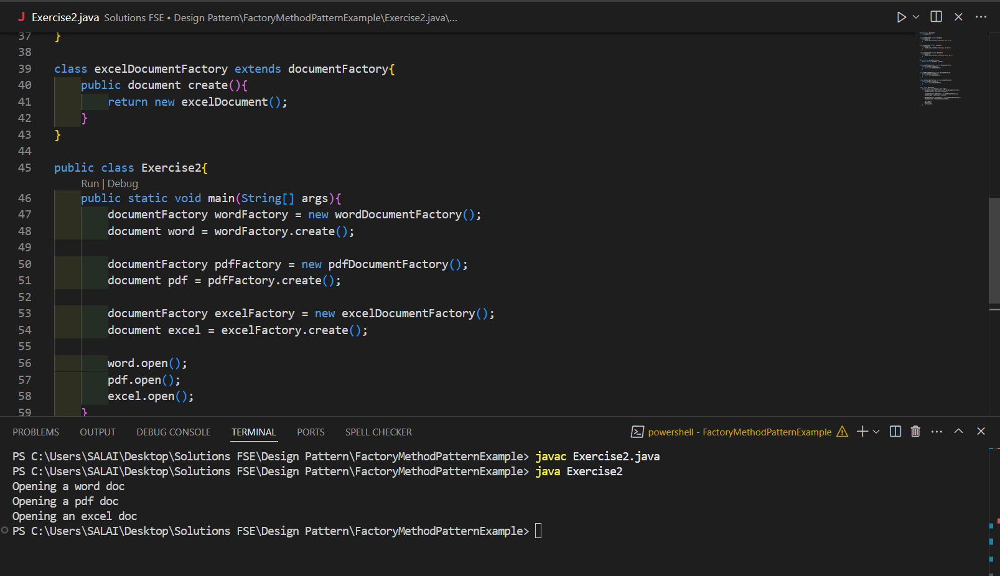 J Exercise2.java Solutions FSE • Design Pattern\FactoryMethodPatternExample\Exercise2.java\...
37 }
38
39 class excelDocumentFactory extends documentFactory{
40 public document create(){
41 return new excelDocument();
42 }
43 }
44
45 public class Exercise2{
Run | Debug
46 public static void main(String[] args){
47 documentFactory wordFactory = new wordDocumentFactory();
48 document word = wordFactory.create();
49
50 documentFactory pdfFactory = new pdfDocumentFactory();
51 document pdf = pdfFactory.create();
52
53 documentFactory excelFactory = new excelDocumentFactory();
54 document excel = excelFactory.create();
55
56 word.open();
57 pdf.open();
58 excel.open();
59 }
PROBLEMS OUTPUT DEBUG CONSOLE TERMINAL PORTS SPELL CHECKER powershell - FactoryMethodPatternExample
PS C:\Users\SALAI\Desktop\Solutions FSE\Design Pattern\FactoryMethodPatternExample> javac Exercise2.java
PS C:\Users\SALAI\Desktop\Solutions FSE\Design Pattern\FactoryMethodPatternExample> java Exercise2
Opening a word doc
Opening a pdf doc
Opening an excel doc
PS C:\Users\SALAI\Desktop\Solutions FSE\Design Pattern\FactoryMethodPatternExample>